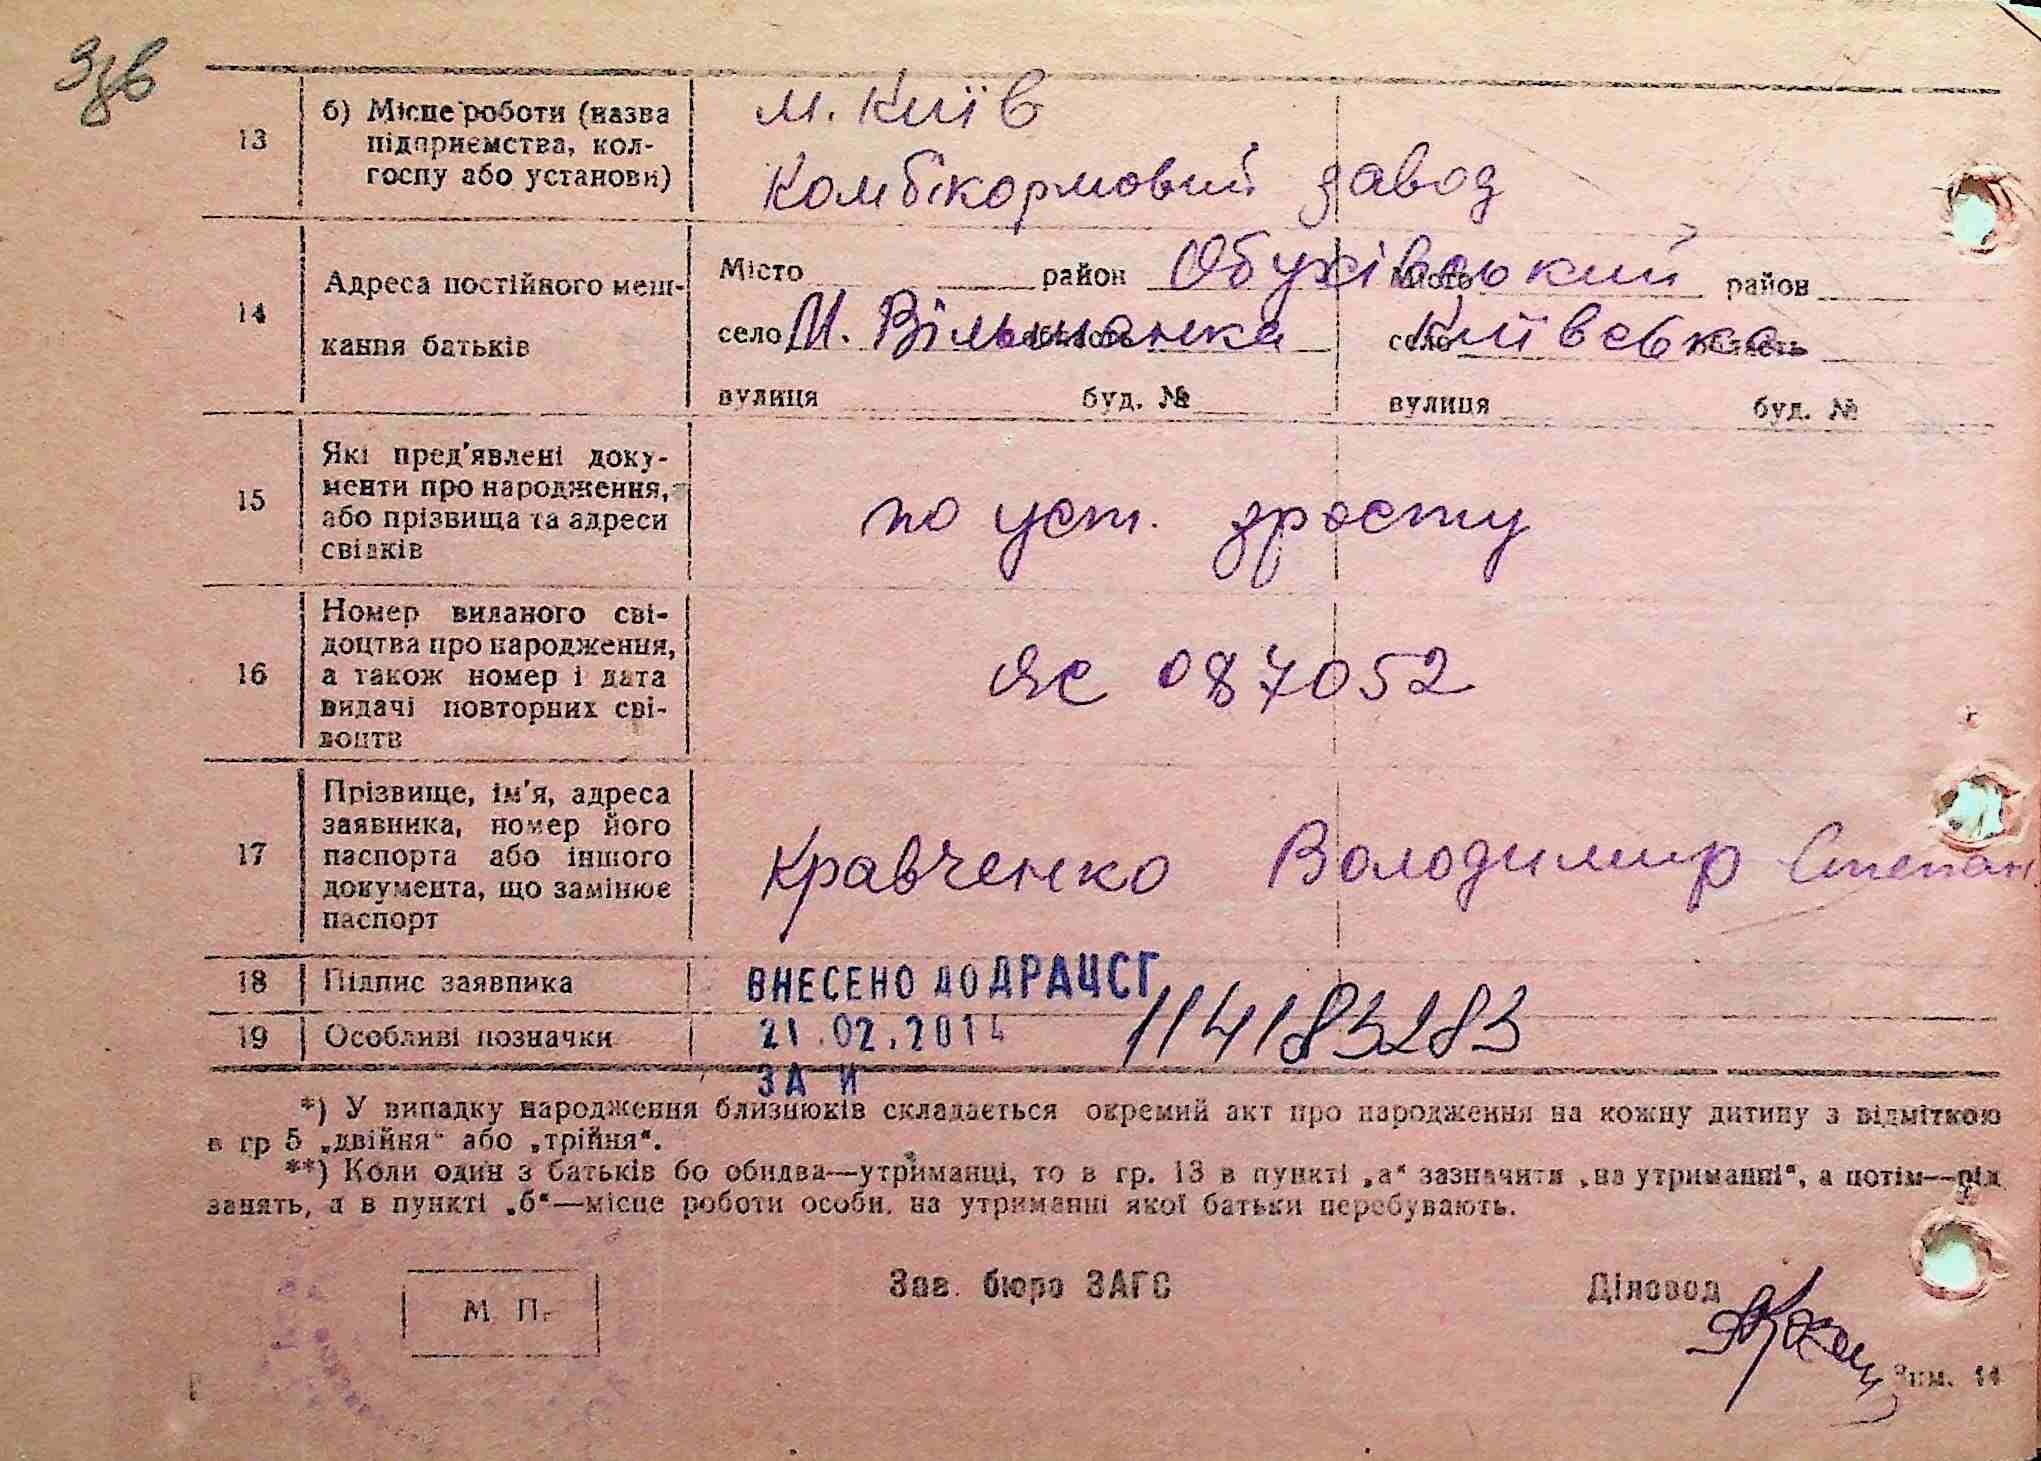 13
б) Місце роботи (назва
підприємства, кол-
госпу або установи)
м. Київ
Комбікормовий завод
14
Адреса постійного меш-
кання батьків
Місто район Обухівський місто район
село М. Вільшанка село Київська область
вулиця буд. № вулиця буд. №
15
Які пред'явлені доку-
менти про народження,
або прізвища та адреси
свідків
по уст. зросту
16
Номер виданого сві-
доцтва про народження,
а також номер і дата
видачі повторних сві-
доцтв
ЯЄ 087052
17
Прізвище, ім'я, адреса
заявника, номер його
паспорта або іншого
документа, що замінює
паспорт
Кравченко Володимир Степан.
18
Підпис заявника
ВНЕСЕНО ДО ДРАЦСГ
19
Особливі позначки
21.02.2014 114183283
ЗА И
*) У випадку народження близнюків складається окремий акт про народження на кожну дитину з відміткою
в гр 5 „двійня“ або „трійня“.
**) Коли один з батьків бо обидва—утриманці, то в гр. 13 в пункті „а“ зазначити „на утриманні“, а потім—рід
занять, а в пункті „б“—місце роботи особи, на утриманні якої батьки перебувають.
М. П.
Зав. бюро ЗАГС
Діловод
Зам. 44